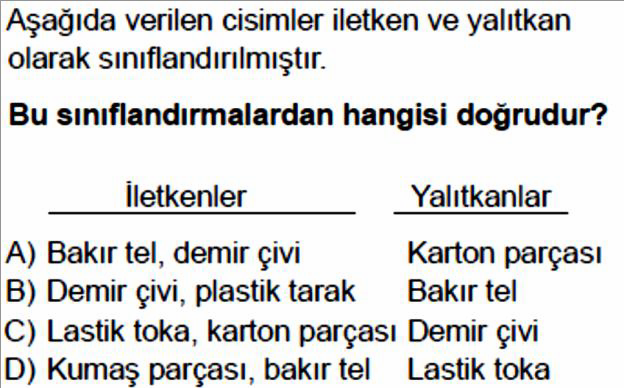 Aşağıda verilen cisimler iletken ve yalıtkan
olarak sınıflandırılmıştır.
Bu sınıflandırmalardan hangisi doğrudur?
İletkenler Yalıtkanlar
A) Bakır tel, demir çivi Karton parçası
B) Demir çivi, plastik tarak Bakır tel
C) Lastik toka, karton parçası Demir çivi
D) Kumaş parçası, bakır tel Lastik toka